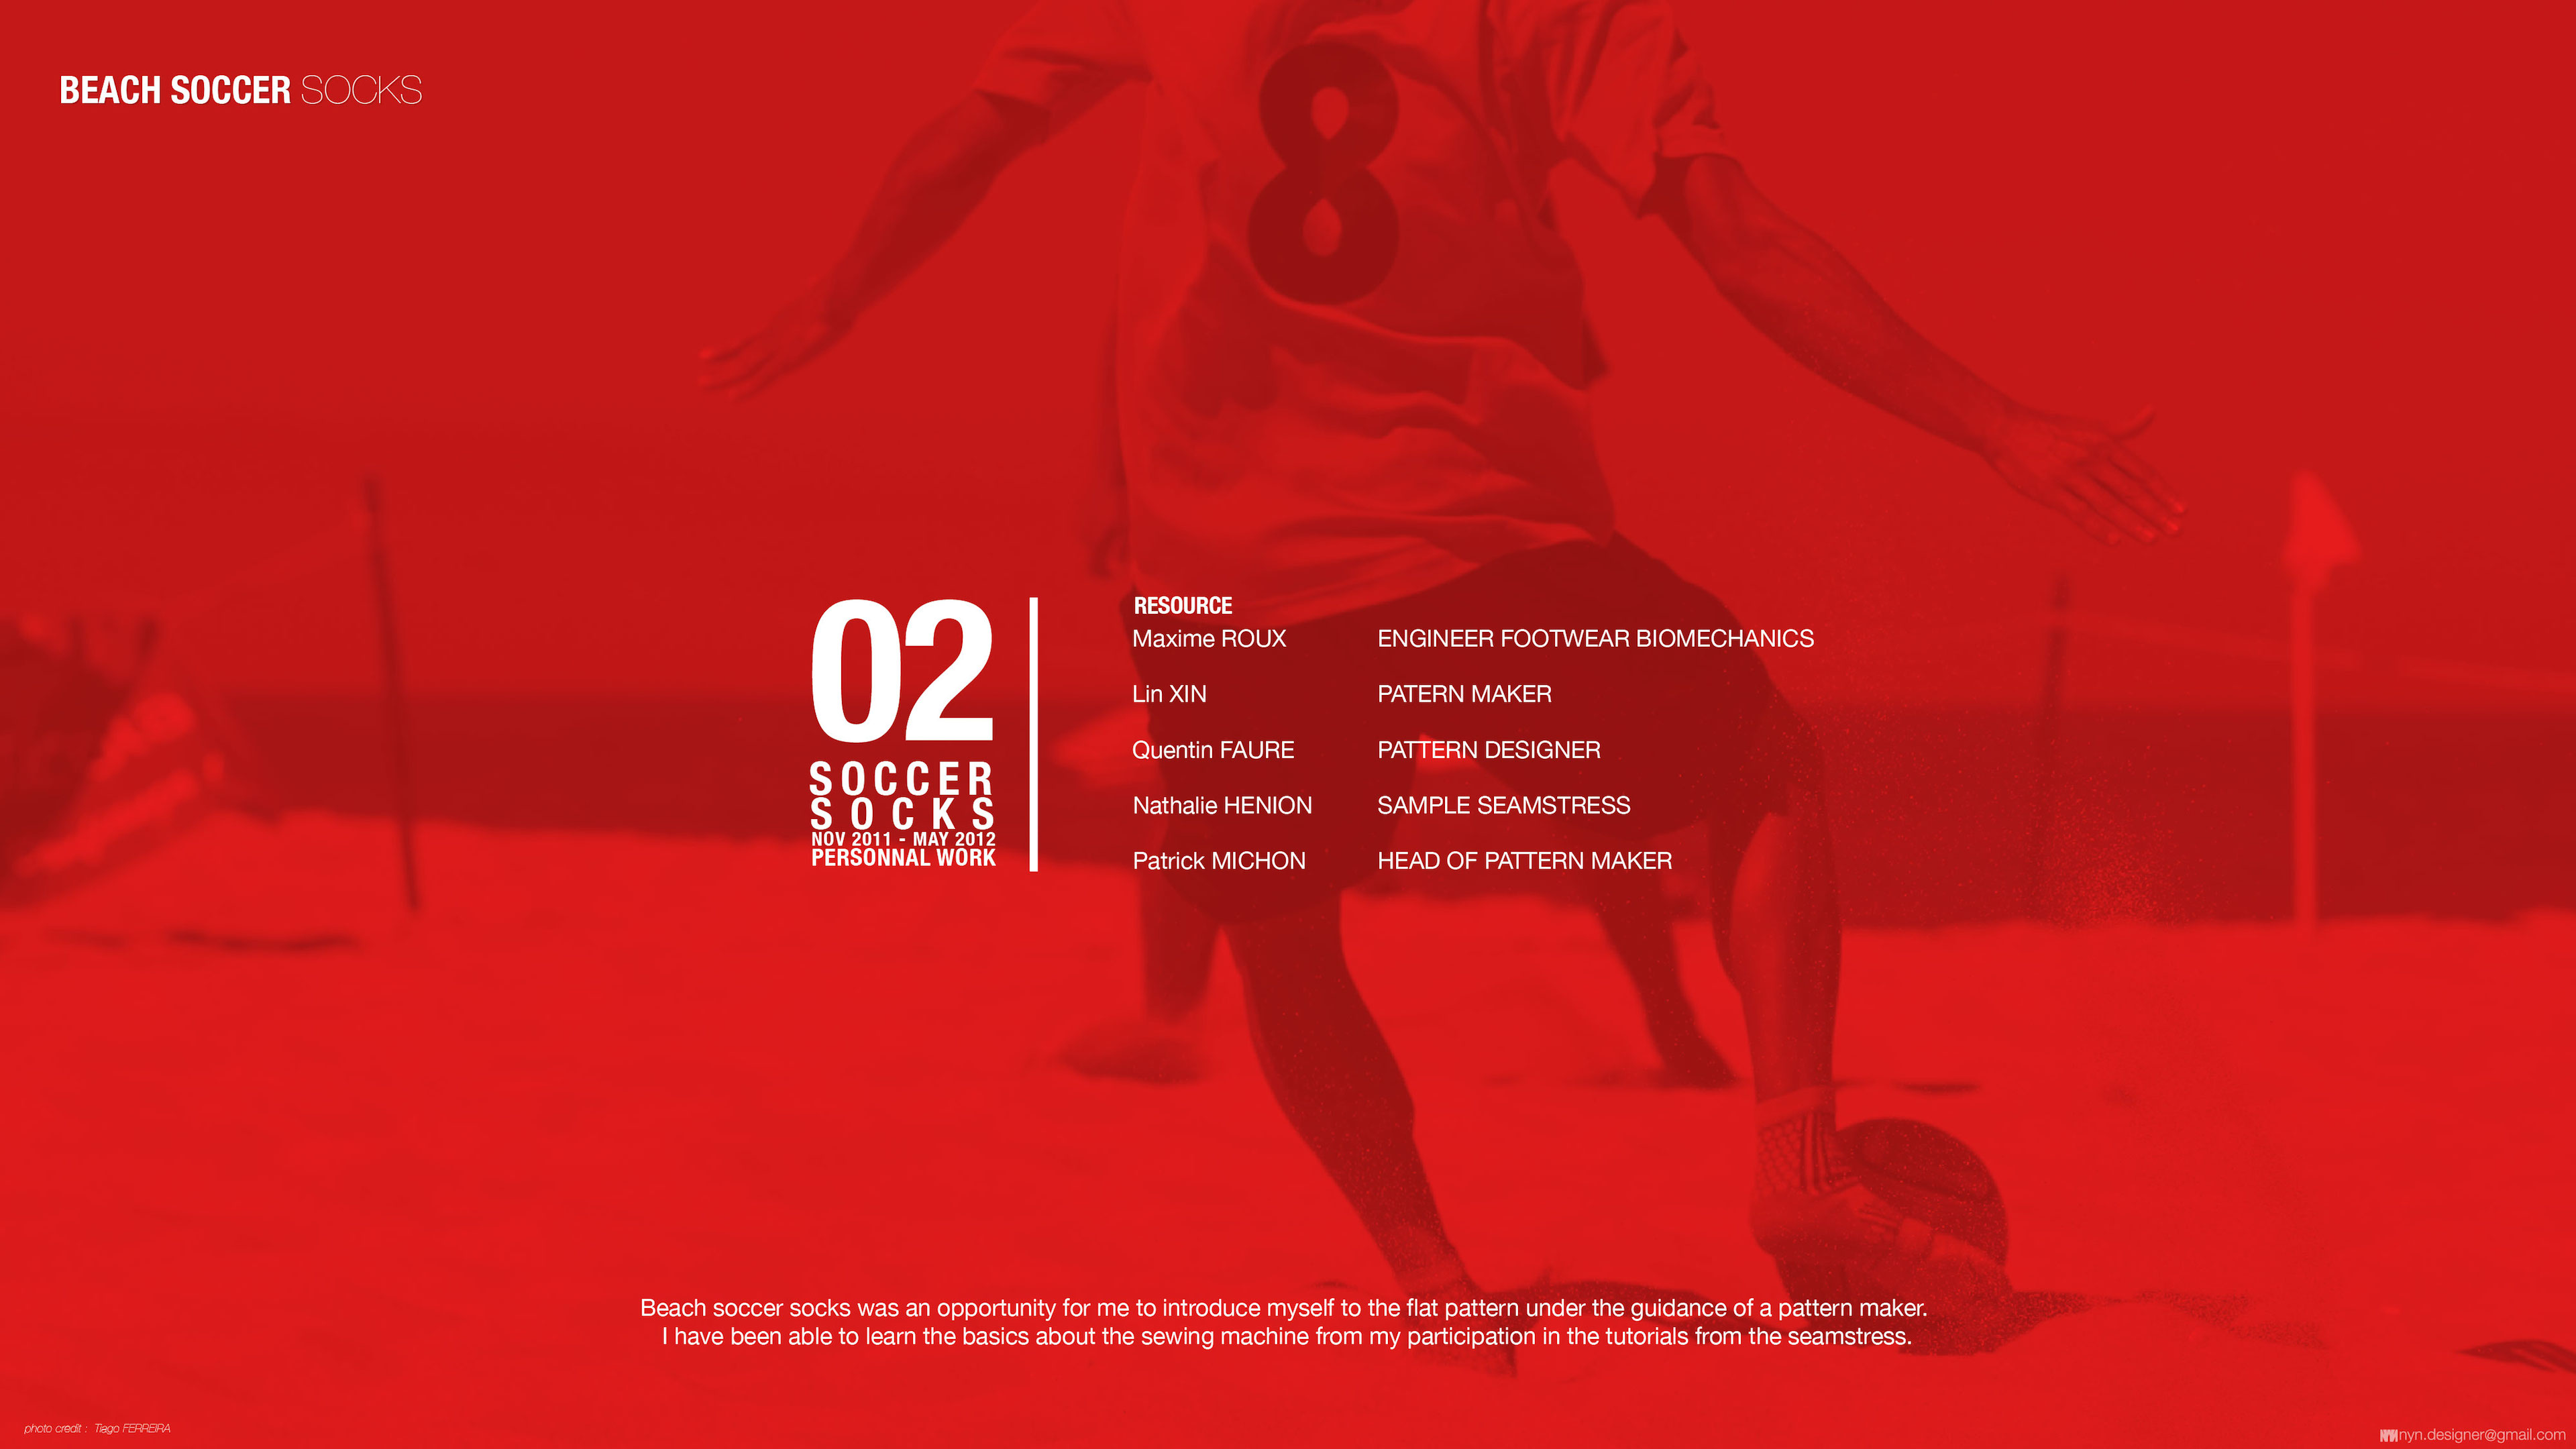 BEACH SOCCER SOCKS
8
02
SOCCER
SOCKS
NOV 2011 - MAY 2012
PERSONNAL WORK
RESOURCE
Maxime ROUX ENGINEER FOOTWEAR BIOMECHANICS
Lin XIN PATERN MAKER
Quentin FAURE PATTERN DESIGNER
Nathalie HENION SAMPLE SEAMSTRESS
Patrick MICHON HEAD OF PATTERN MAKER
Beach soccer socks was an opportunity for me to introduce myself to the flat pattern under the guidance of a pattern maker.
I have been able to learn the basics about the sewing machine from my participation in the tutorials from the seamstress.
photo credit : Tiago FERREIRA
nyn.designer@gmail.com